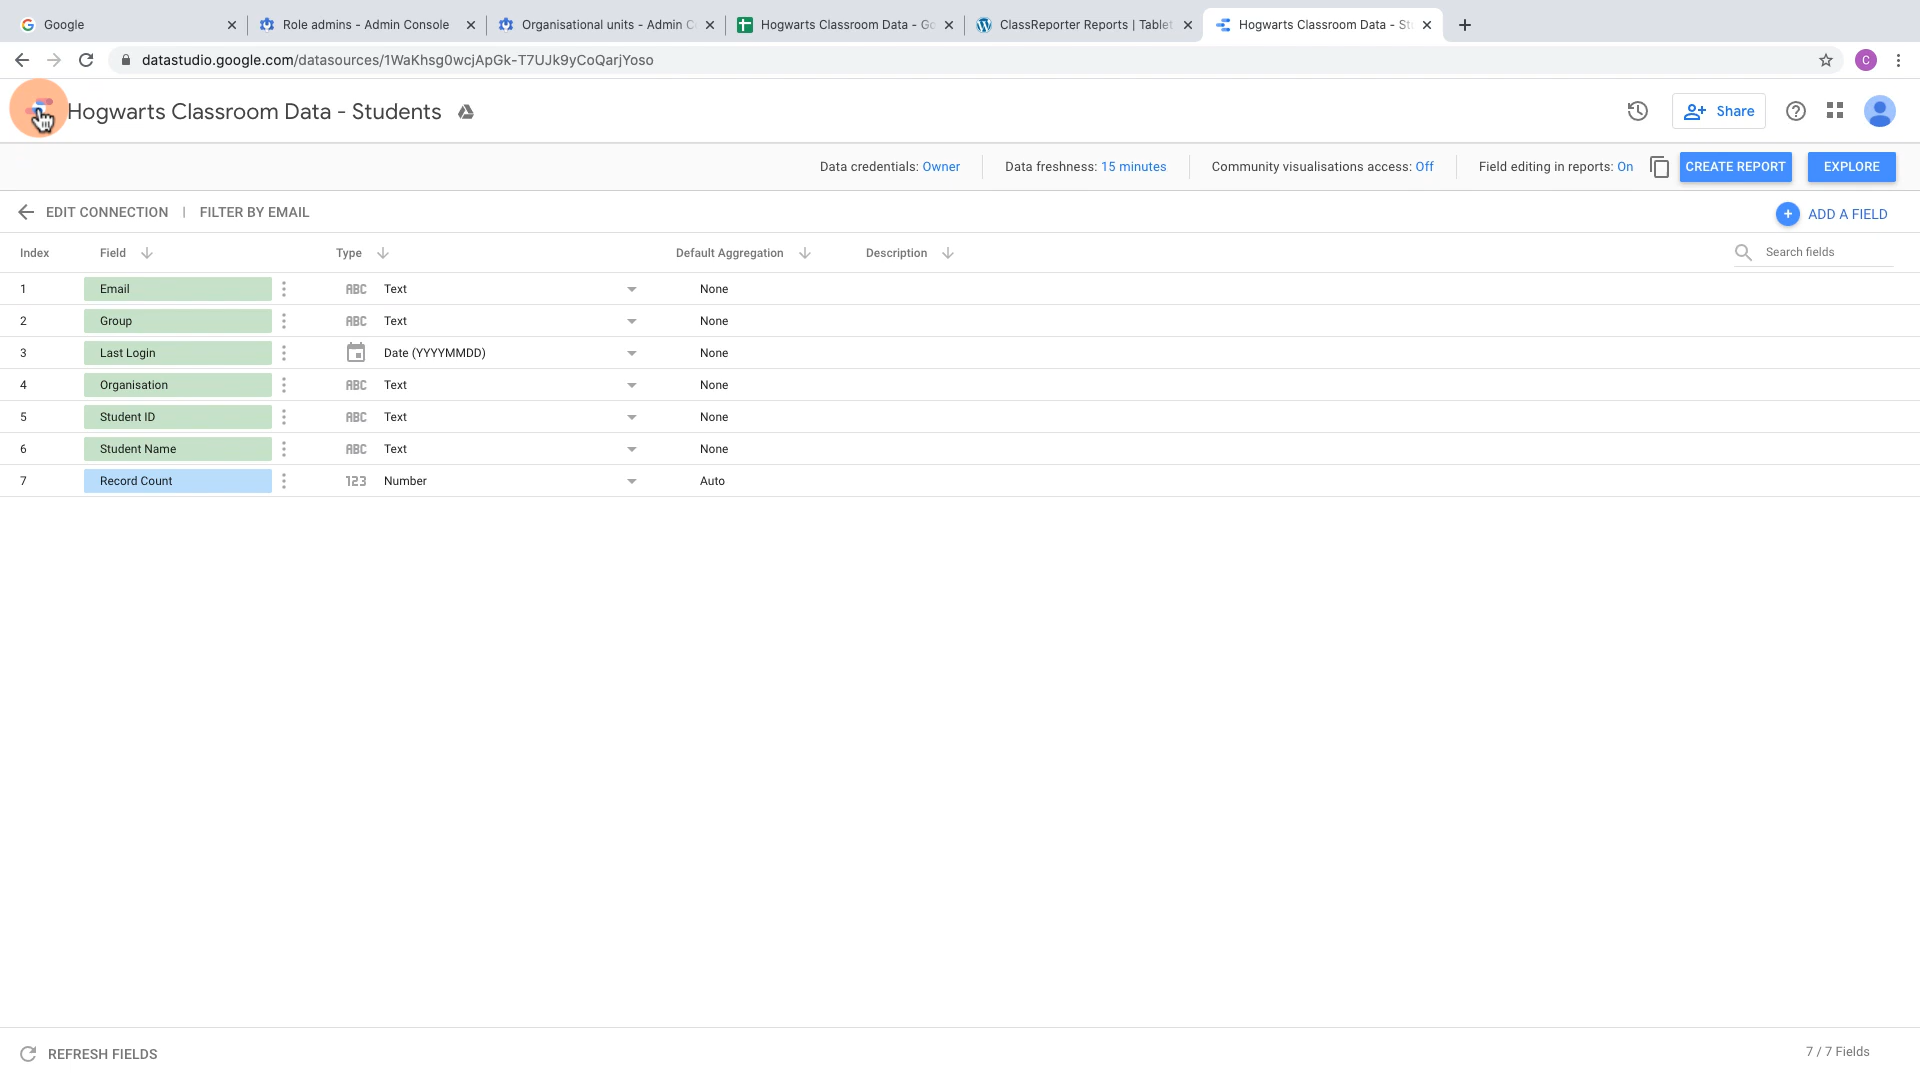 Google
Role admins - Admin Console
Organisational units - Admin C
Hogwarts Classroom Data - Go
ClassReporter Reports | Tablet
Hogwarts Classroom Data - St
datastudio.google.com/datasources/1WaKhsg0wcjApGk-T7UJk9yCoQarjYoso
C
Hogwarts Classroom Data - Students
Share
Data credentials: Owner
Data freshness: 15 minutes
Community visualisations access: Off
Field editing in reports: On
CREATE REPORT
EXPLORE
EDIT CONNECTION | FILTER BY EMAIL
ADD A FIELD
Index Field Type Default Aggregation Description Search fields
1 Email ABC Text None
2 Group ABC Text None
3 Last Login Date (YYYYMMDD) None
4 Organisation ABC Text None
5 Student ID ABC Text None
6 Student Name ABC Text None
7 Record Count 123 Number Auto
REFRESH FIELDS
7 / 7 Fields